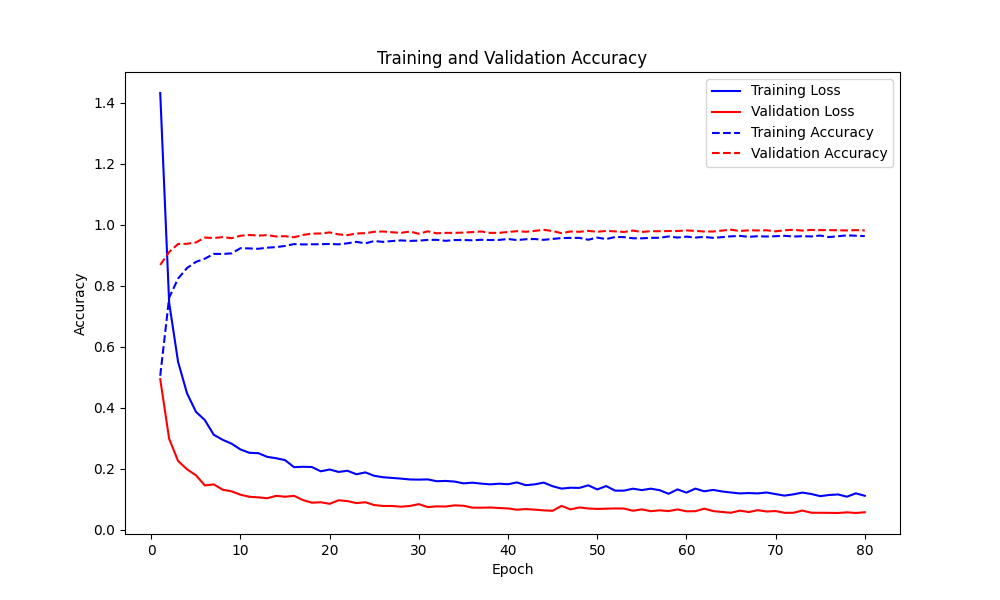 Training and Validation Accuracy
Training Loss
Validation Loss
Training Accuracy
Validation Accuracy
1.4
1.2
1.0
0.8
0.6
0.4
0.2
0.0
Accuracy
0 10 20 30 40 50 60 70 80
Epoch